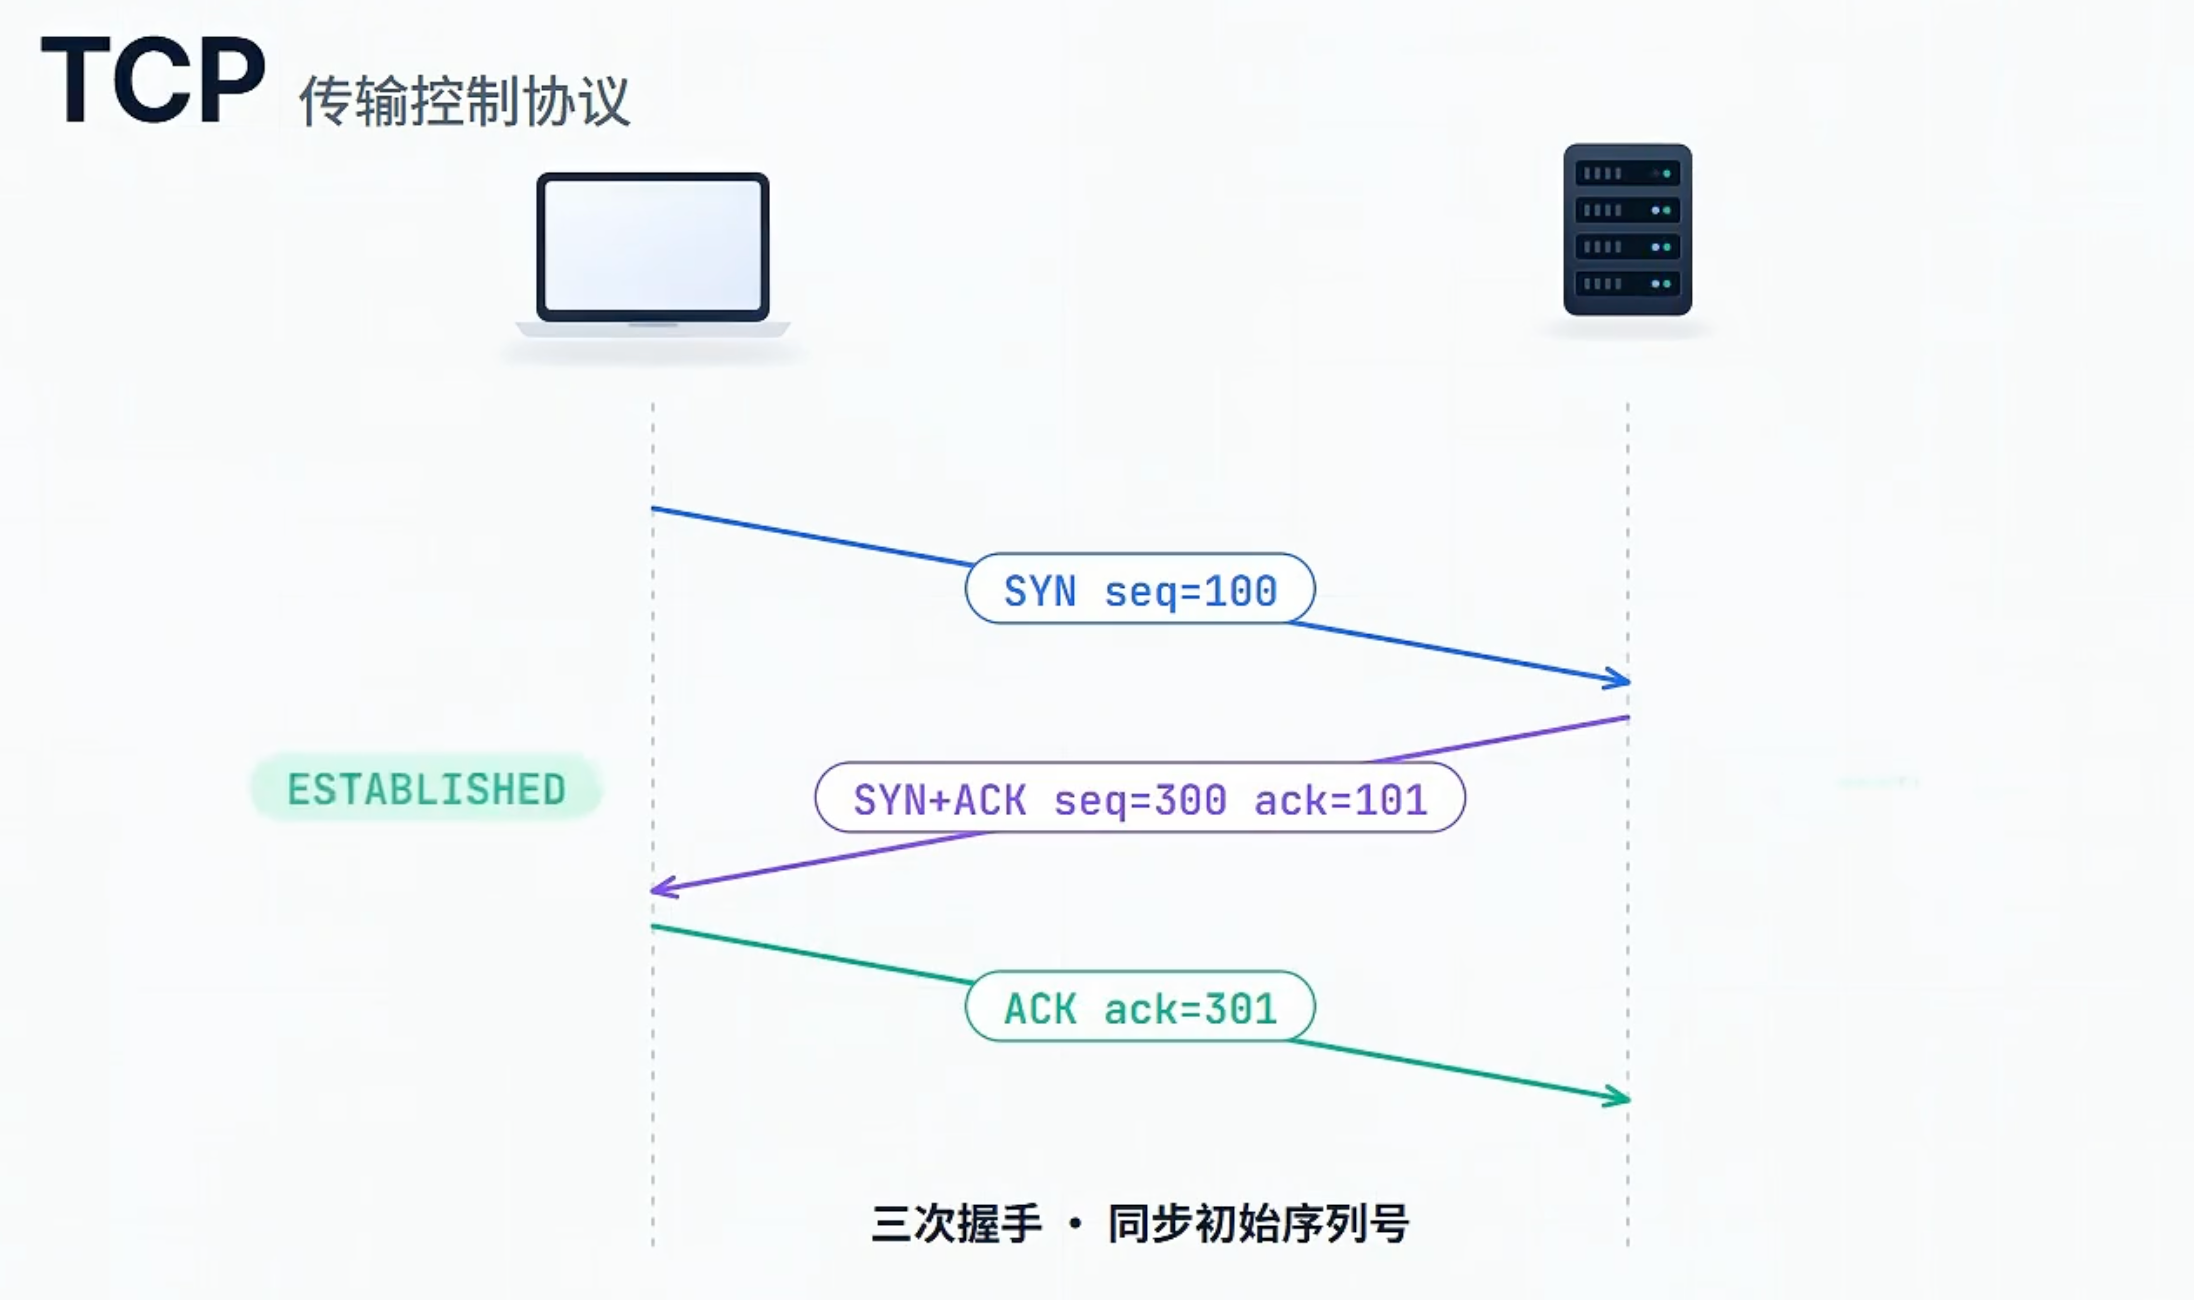 TCP 传输控制协议
SYN seq=100
ESTABLISHED
SYN+ACK seq=300 ack=101
ACK ack=301
三次握手 · 同步初始序列号